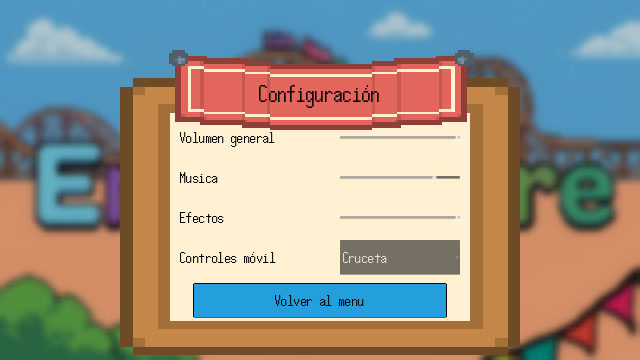 Configuración
Volumen general
Musica
Efectos
Controles móvil
Cruceta
Volver al menu